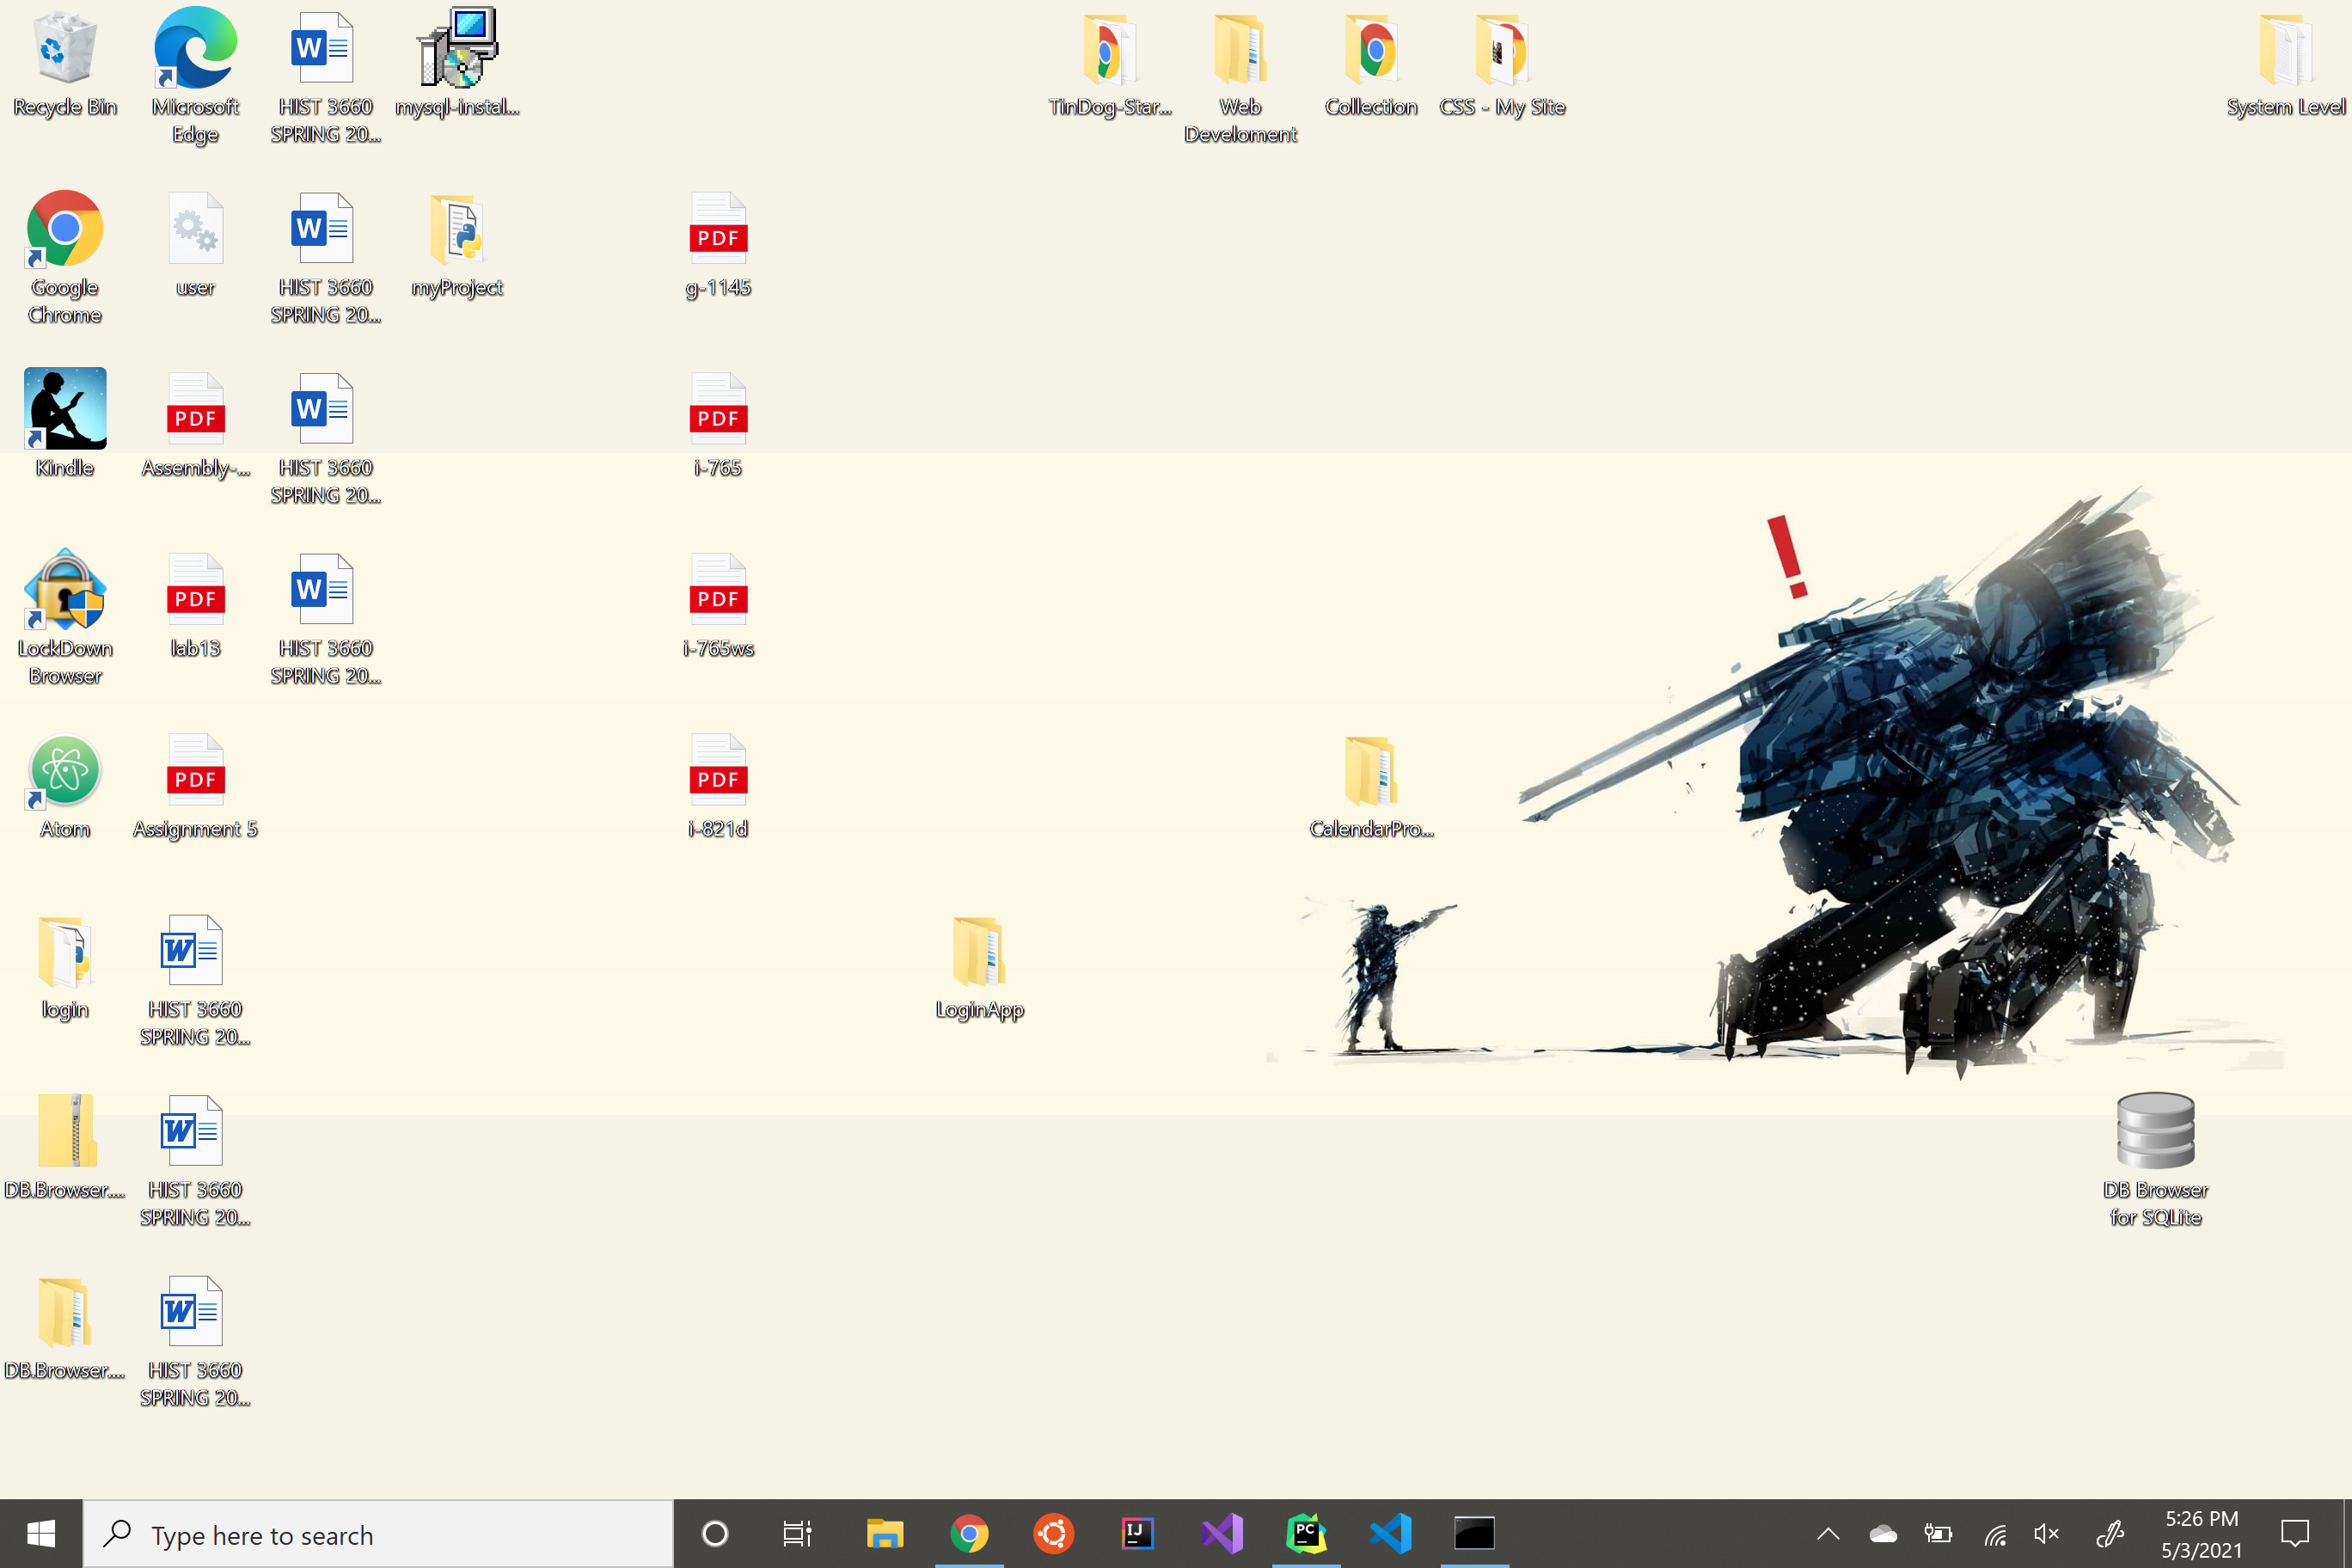 Recycle Bin
Microsoft
Edge
HIST 3660
SPRING 20...
mysql-instal...
TinDog-Star...
Web
Develoment
Collection
CSS - My Site
System Level
Google
Chrome
user
HIST 3660
SPRING 20...
myProject
PDF
g-1145
Kindle
PDF
Assembly-...
HIST 3660
SPRING 20...
PDF
i-765
LockDown
Browser
PDF
lab13
HIST 3660
SPRING 20...
PDF
i-765ws
Atom
PDF
Assignment 5
PDF
i-821d
CalendarPro...
!
login
HIST 3660
SPRING 20...
LoginApp
DB.Browser....
HIST 3660
SPRING 20...
DB Browser
for SQLite
DB.Browser....
HIST 3660
SPRING 20...
Type here to search
IJ
PC
5:26 PM
5/3/2021